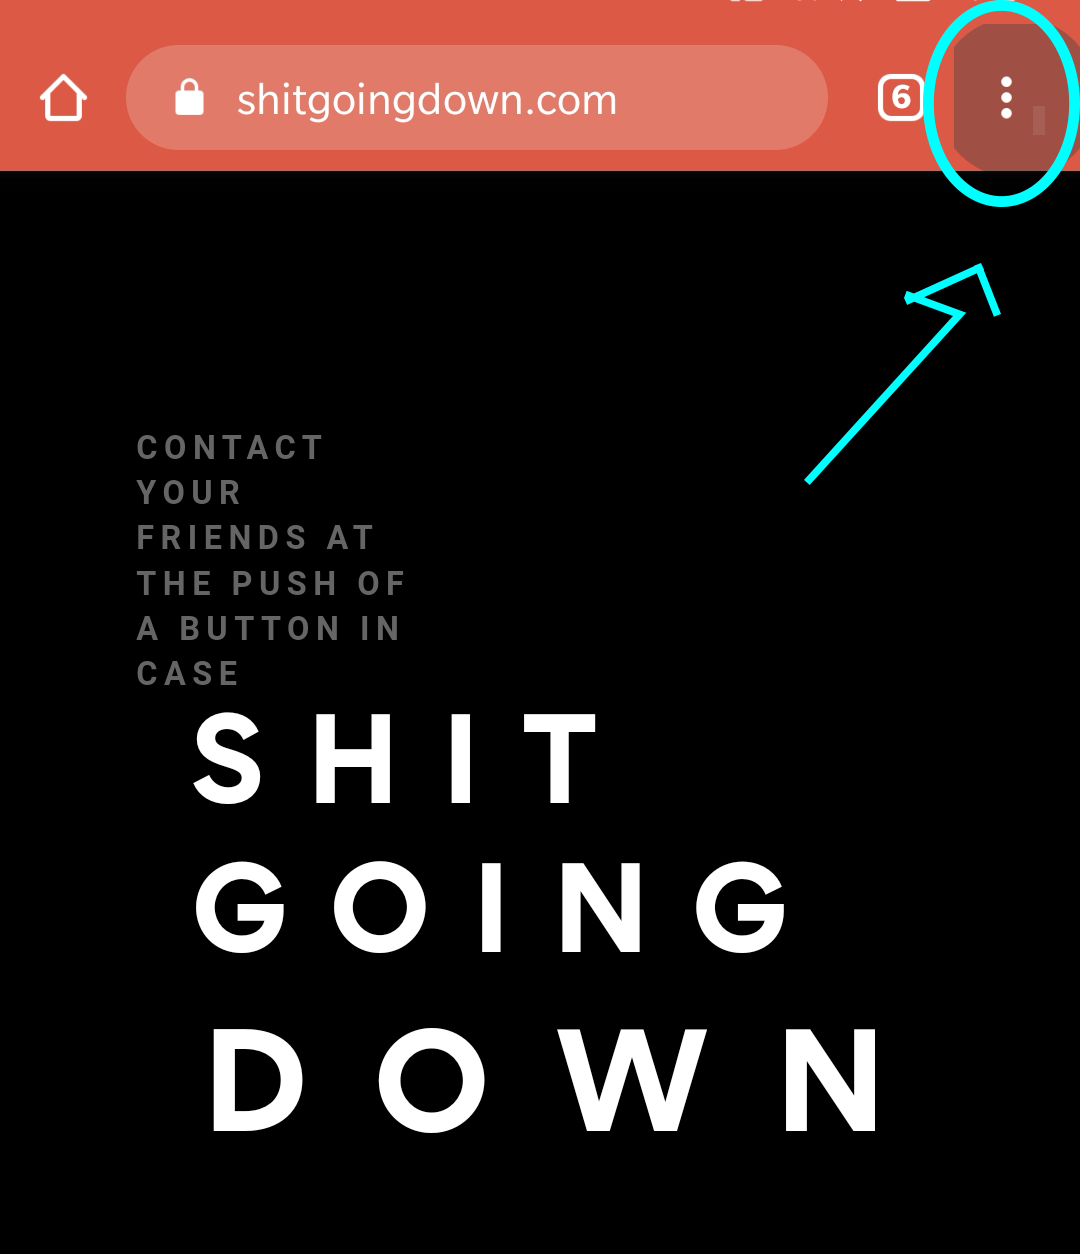 shitgoingdown.com
6
CONTACT
YOUR
FRIENDS AT
THE PUSH OF
A BUTTON IN
CASE
SHIT
GOING
DOWN